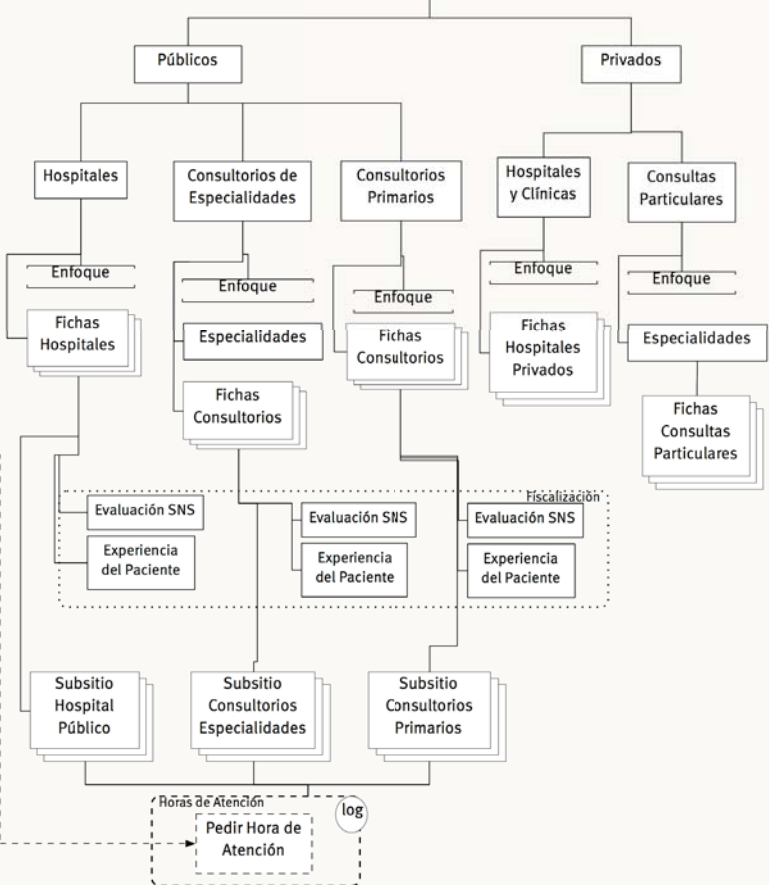 Públicos
Privados
Hospitales
Consultorios de
Especialidades
Consultorios
Primarios
Hospitales
y Clínicas
Consultas
Particulares
Enfoque
Enfoque
Enfoque
Enfoque
Enfoque
Fichas
Hospitales
Especialidades
Fichas
Consultorios
Fichas
Consultorios
Fichas
Hospitales
Privados
Especialidades
Fichas
Consultas
Particulares
Fiscalización
Evaluación SNS
Experiencia
del Paciente
Evaluación SNS
Experiencia
del Paciente
Evaluación SNS
Experiencia
del Paciente
Subsitio
Hospital
Público
Subsitio
Consultorios
Especialidades
Subsitio
Consultorios
Primarios
Horas de Atención
log
Pedir Hora de
Atención